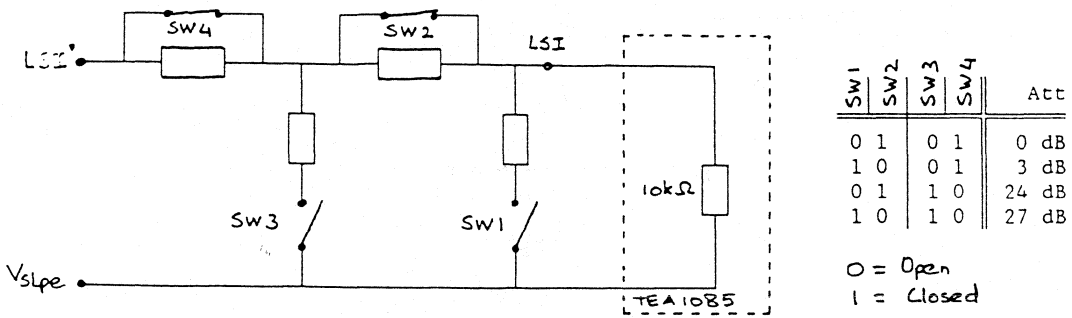 SW4
SW2
LSI'
LSI
10kΩ
SW3
SW1
Vslpe
TEA1085
SW1 SW2 SW3 SW4 Att
0 1 0 1 0 dB
1 0 0 1 3 dB
0 1 1 0 24 dB
1 0 1 0 27 dB
0 = Open
1 = Closed